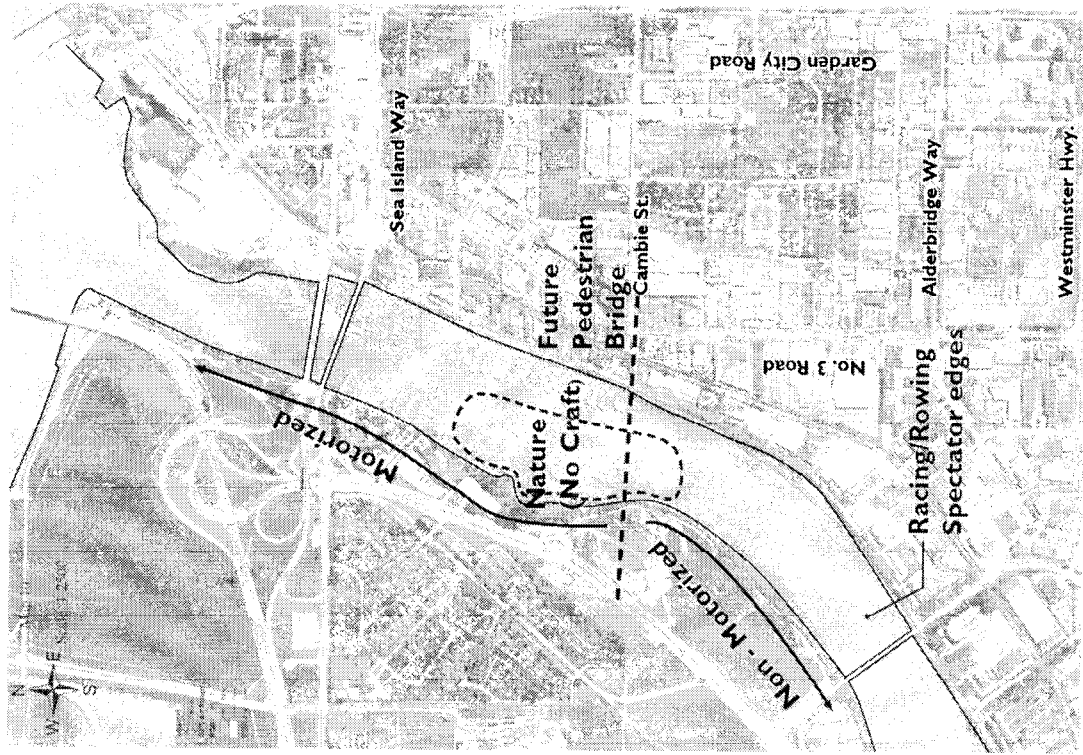 N
E
W
S
Sea Island Way
Garden City Road
Motorized
Future
Pedestrian
Bridge
Cambie St.
Nature
(No Craft)
No. 3 Road
Alderbridge Way
Westminster Hwy.
Non - Motorized
Racing/Rowing
Spectator edges